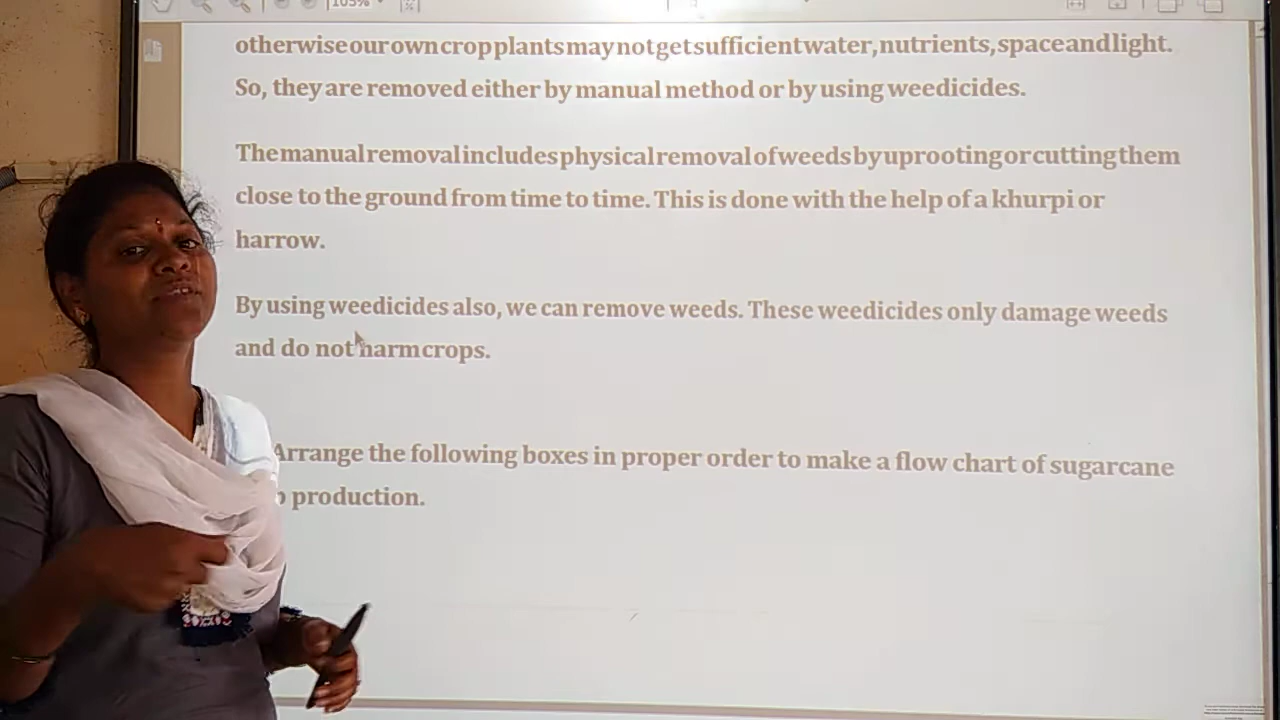 105%
otherwise our own crop plants may not get sufficient water, nutrients, space and light.
So, they are removed either by manual method or by using weedicides.
The manual removal includes physical removal of weeds by uprooting or cutting them
close to the ground from time to time. This is done with the help of a khurpi or
harrow.
By using weedicides also, we can remove weeds. These weedicides only damage weeds
and do not harm crops.
Arrange the following boxes in proper order to make a flow chart of sugarcane
production.